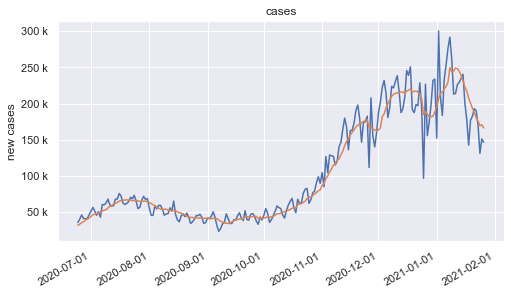 cases
300 k
250 k
200 k
150 k
100 k
50 k
new cases
2020-07-01
2020-08-01
2020-09-01
2020-10-01
2020-11-01
2020-12-01
2021-01-01
2021-02-01